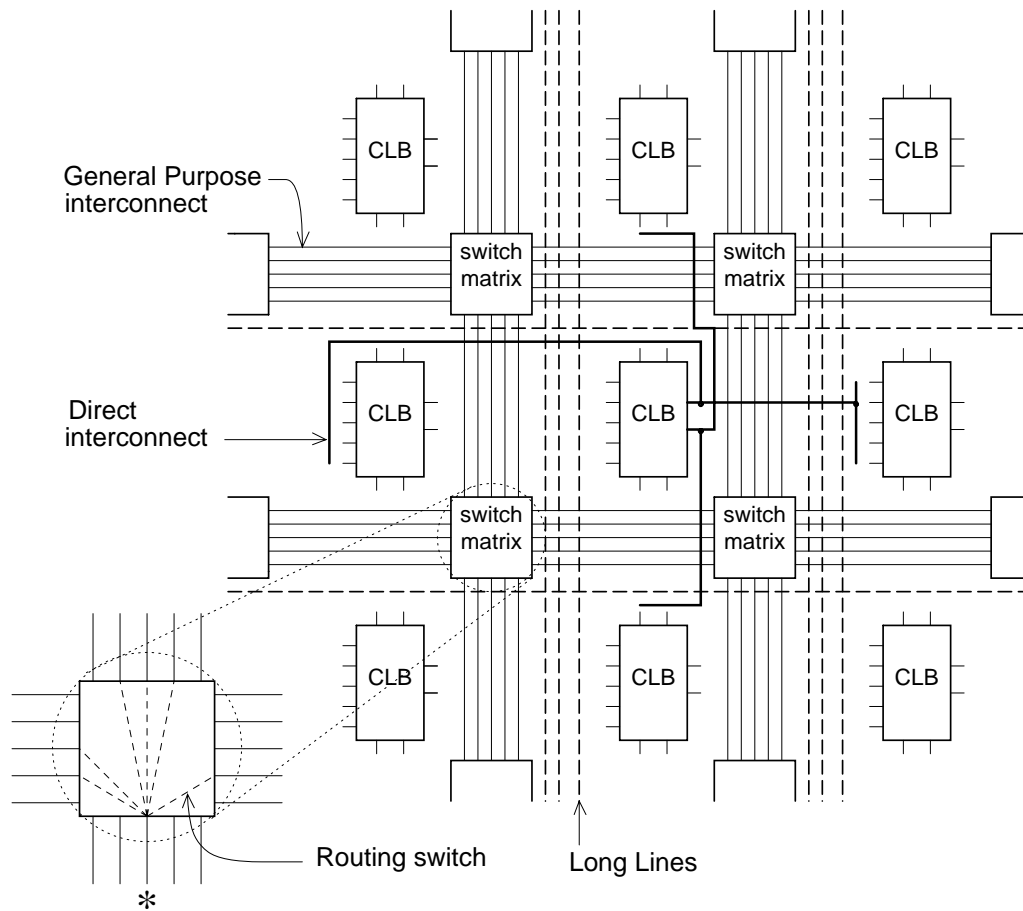 CLB CLB CLB
General Purpose
interconnect
switch
matrix
switch
matrix
CLB CLB CLB
Direct
interconnect
switch
matrix
switch
matrix
CLB CLB CLB
Routing switch
Long Lines
*